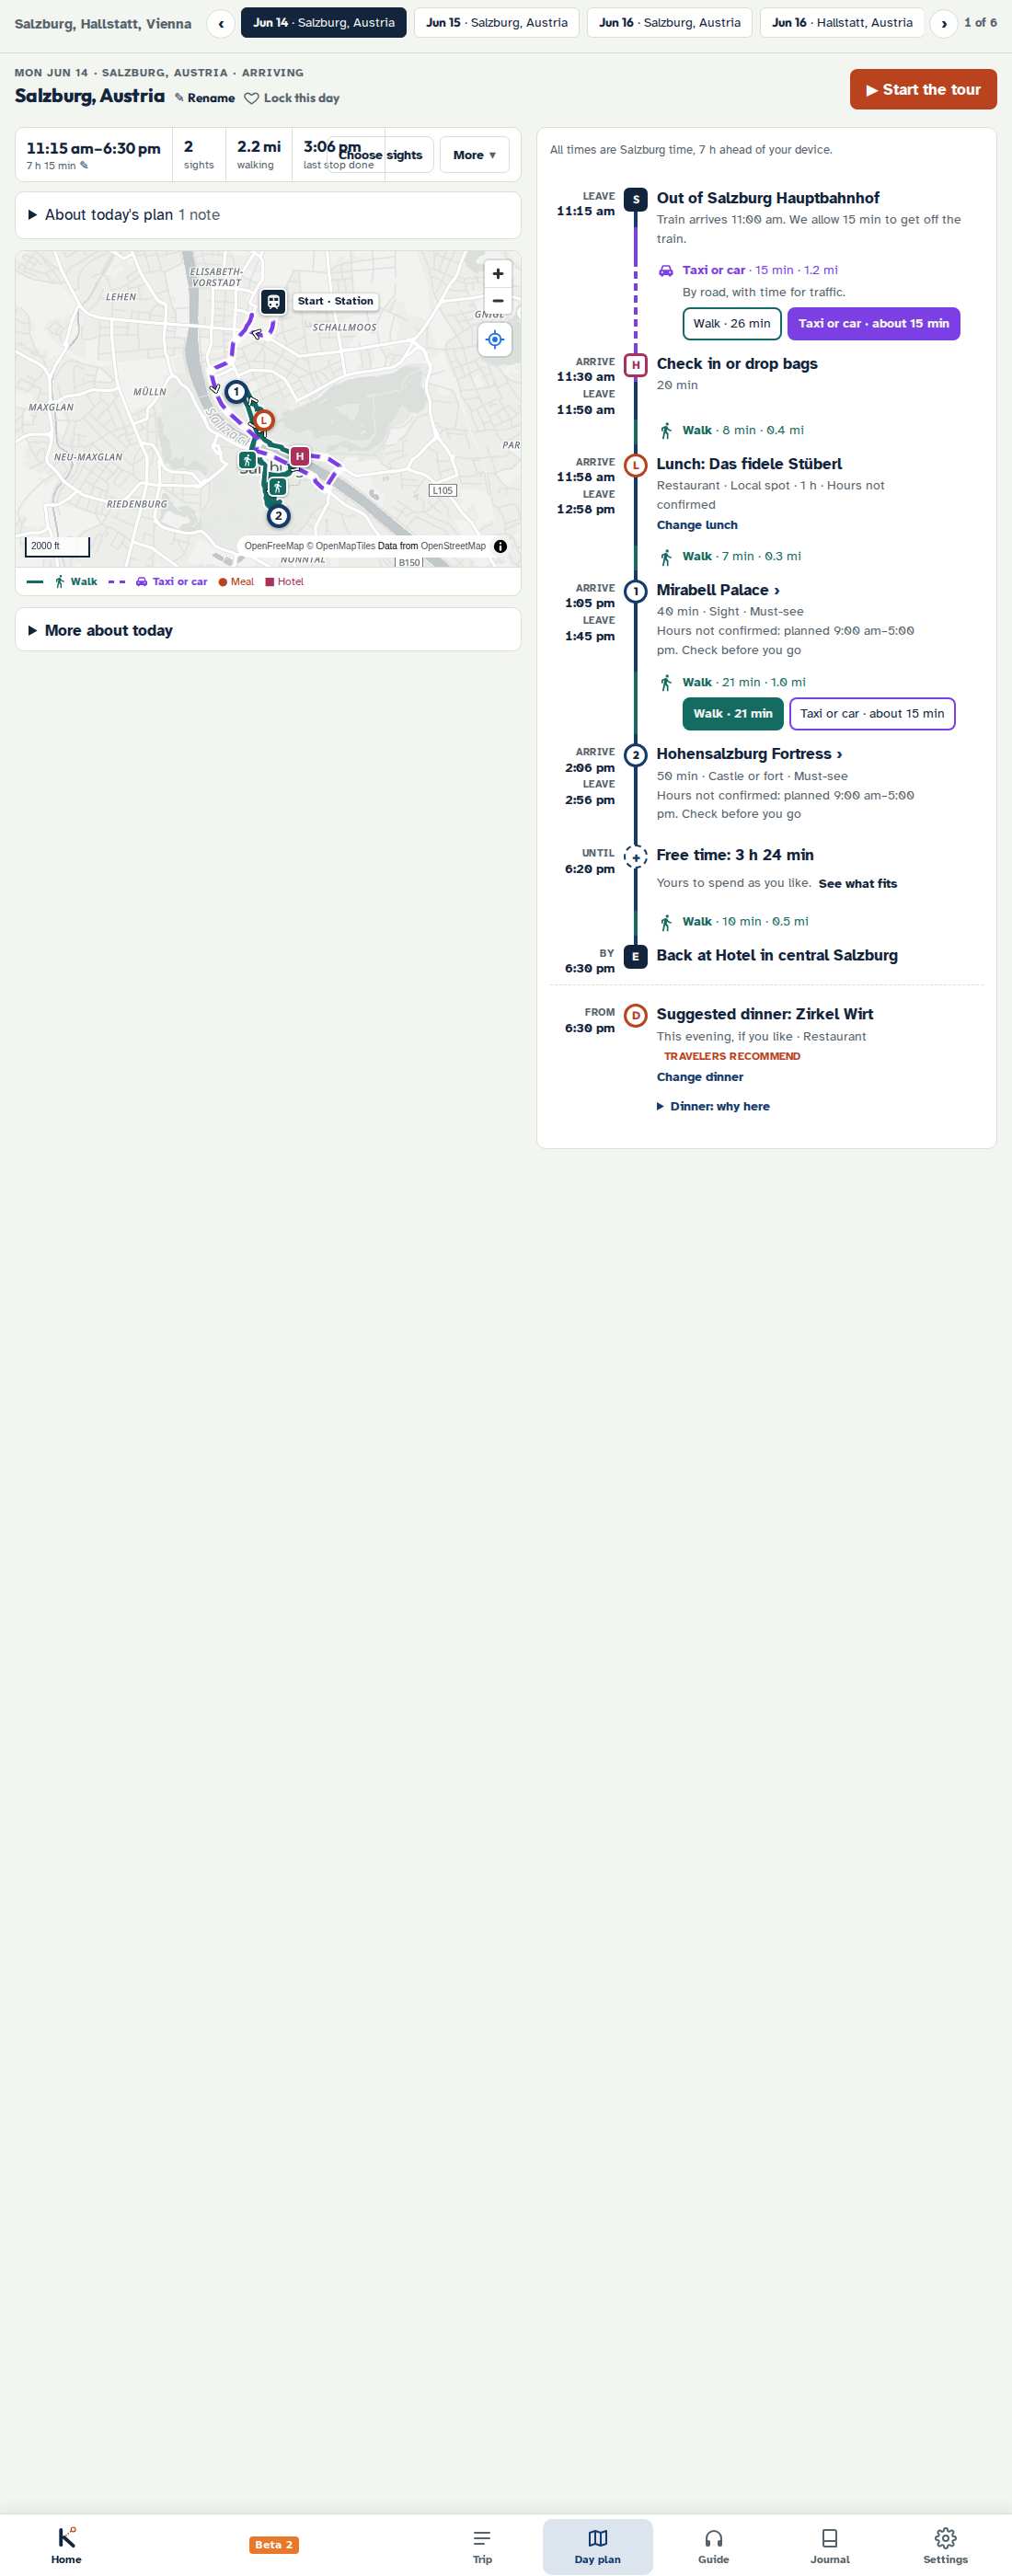 Salzburg, Hallstatt, Vienna
‹
Jun 14 · Salzburg, Austria
Jun 15 · Salzburg, Austria
Jun 16 · Salzburg, Austria
Jun 16 · Hallstatt, Austria
›
1 of 6
MON JUN 14 · SALZBURG, AUSTRIA · ARRIVING
Salzburg, Austria ✎ Rename Lock this day
▶ Start the tour
11:15 am–6:30 pm
7 h 15 min ✎
2
sights
2.2 mi
walking
3:06 pm
last stop done
Choose sights
More ▾
▶ About today's plan 1 note
ELISABETH-
VORSTADT
LEHEN
Start · Station
SCHALLMOOS
MÜLLN
MAXGLAN
1
L
NEU-MAXGLAN
H
PAR
L105
RIEDENBURG
2
2000 ft
OpenFreeMap © OpenMapTiles Data from OpenStreetMap
NONNTAL
B150
Walk Taxi or car Meal Hotel
▶ More about today
All times are Salzburg time, 7 h ahead of your device.
LEAVE
11:15 am
S
Out of Salzburg Hauptbahnhof
Train arrives 11:00 am. We allow 15 min to get off the
train.
Taxi or car · 15 min · 1.2 mi
By road, with time for traffic.
Walk · 26 min
Taxi or car · about 15 min
ARRIVE
11:30 am
LEAVE
11:50 am
H
Check in or drop bags
20 min
Walk · 8 min · 0.4 mi
ARRIVE
11:58 am
LEAVE
12:58 pm
L
Lunch: Das fidele Stüberl
Restaurant · Local spot · 1 h · Hours not
confirmed
Change lunch
Walk · 7 min · 0.3 mi
ARRIVE
1:05 pm
LEAVE
1:45 pm
1
Mirabell Palace ›
40 min · Sight · Must-see
Hours not confirmed: planned 9:00 am–5:00
pm. Check before you go
Walk · 21 min · 1.0 mi
Walk · 21 min
Taxi or car · about 15 min
ARRIVE
2:06 pm
LEAVE
2:56 pm
2
Hohensalzburg Fortress ›
50 min · Castle or fort · Must-see
Hours not confirmed: planned 9:00 am–5:00
pm. Check before you go
UNTIL
6:20 pm
+
Free time: 3 h 24 min
Yours to spend as you like. See what fits
Walk · 10 min · 0.5 mi
BY
6:30 pm
E
Back at Hotel in central Salzburg
FROM
6:30 pm
D
Suggested dinner: Zirkel Wirt
This evening, if you like · Restaurant
TRAVELERS RECOMMEND
Change dinner
▶ Dinner: why here
Home
Beta 2
Trip
Day plan
Guide
Journal
Settings